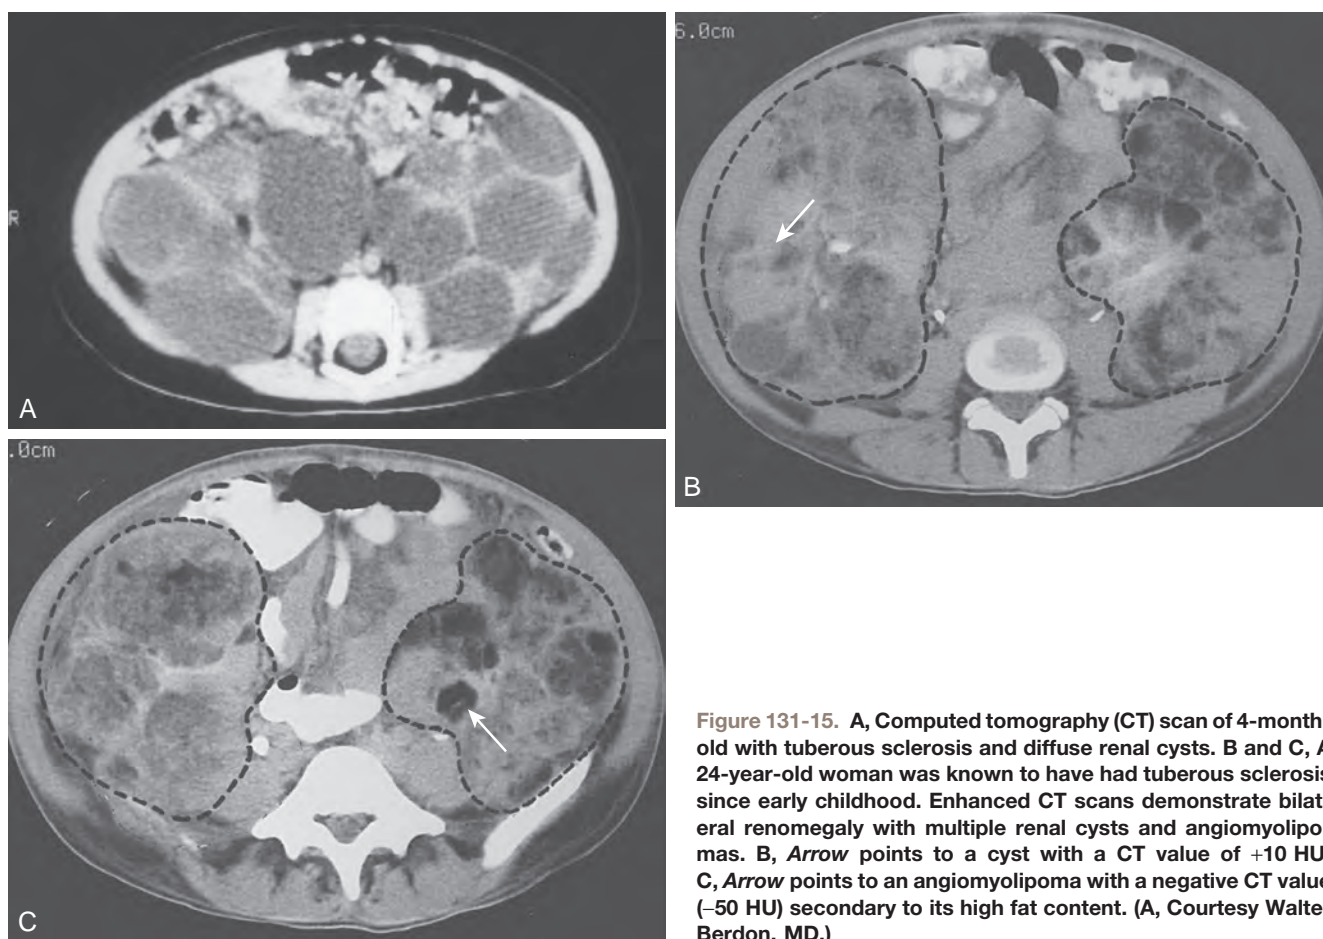 R
A
6.0cm
B
.0cm
C
Figure 131-15. A, Computed tomography (CT) scan of 4-month
old with tuberous sclerosis and diffuse renal cysts. B and C, A
24-year-old woman was known to have had tuberous sclerosis
since early childhood. Enhanced CT scans demonstrate bilat
eral renomegaly with multiple renal cysts and angiomyolipo
mas. B, Arrow points to a cyst with a CT value of +10 HU
C, Arrow points to an angiomyolipoma with a negative CT value
(–50 HU) secondary to its high fat content. (A, Courtesy Walte
Berdon, MD.)